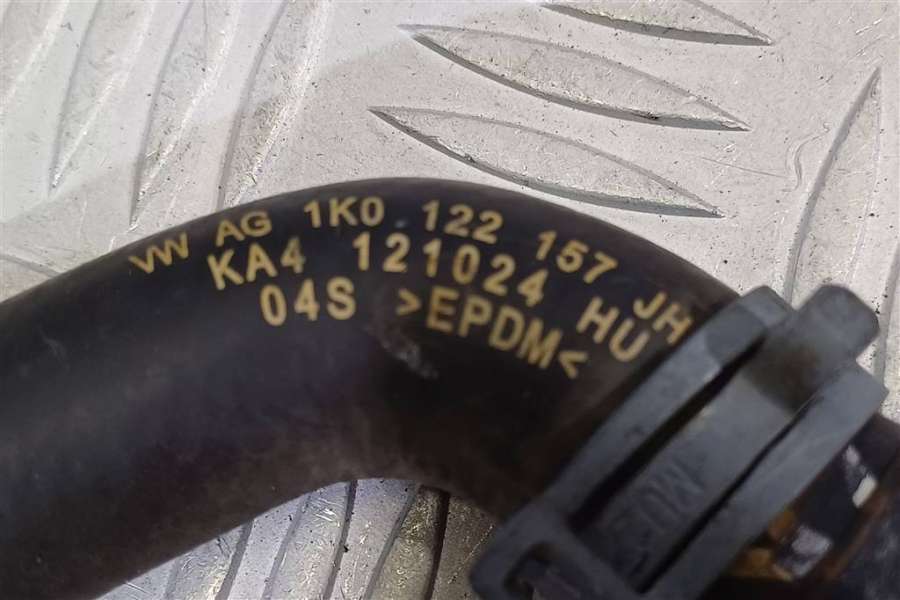 VW AG 1K0 122 157 JH
KA4 121024 HU
04S >EPDM<